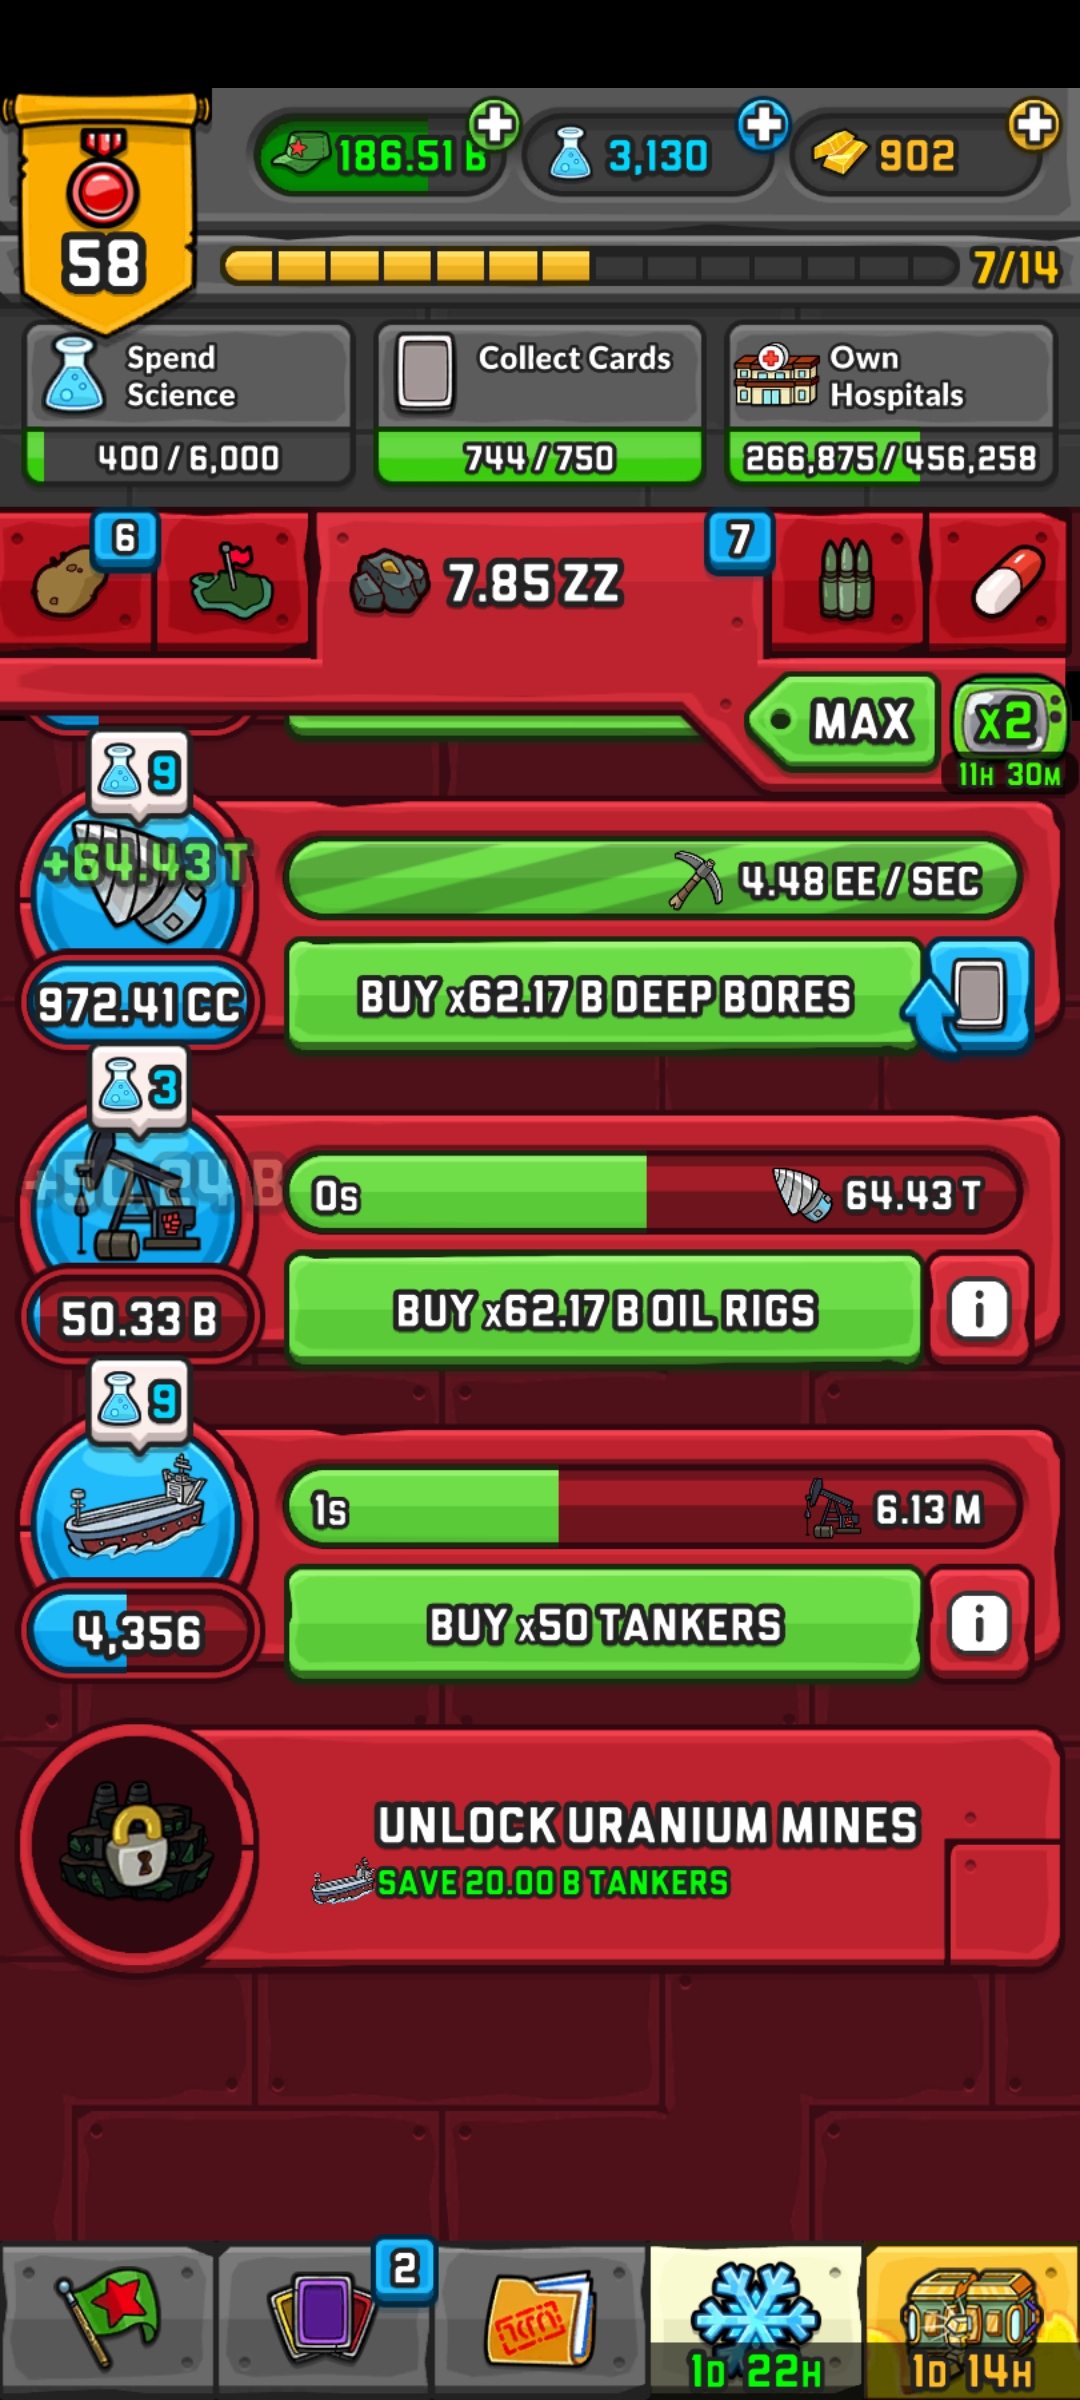 58
186.51 B
3,130
902
7/14
Spend
Science
400 / 6,000
Collect Cards
744 / 750
Own
Hospitals
266,875 / 456,258
6
7.85 ZZ
7
MAX
x2
11H 30M
9
+64.43 T
972.41 CC
4.48 EE / SEC
BUY x62.17 B DEEP BORES
3
+50.24 B
50.33 B
0s
64.43 T
BUY x62.17 B OIL RIGS
i
9
4,356
1s
6.13 M
BUY x50 TANKERS
i
UNLOCK URANIUM MINES
SAVE 20.00 B TANKERS
2
1D 22H
1D 14H